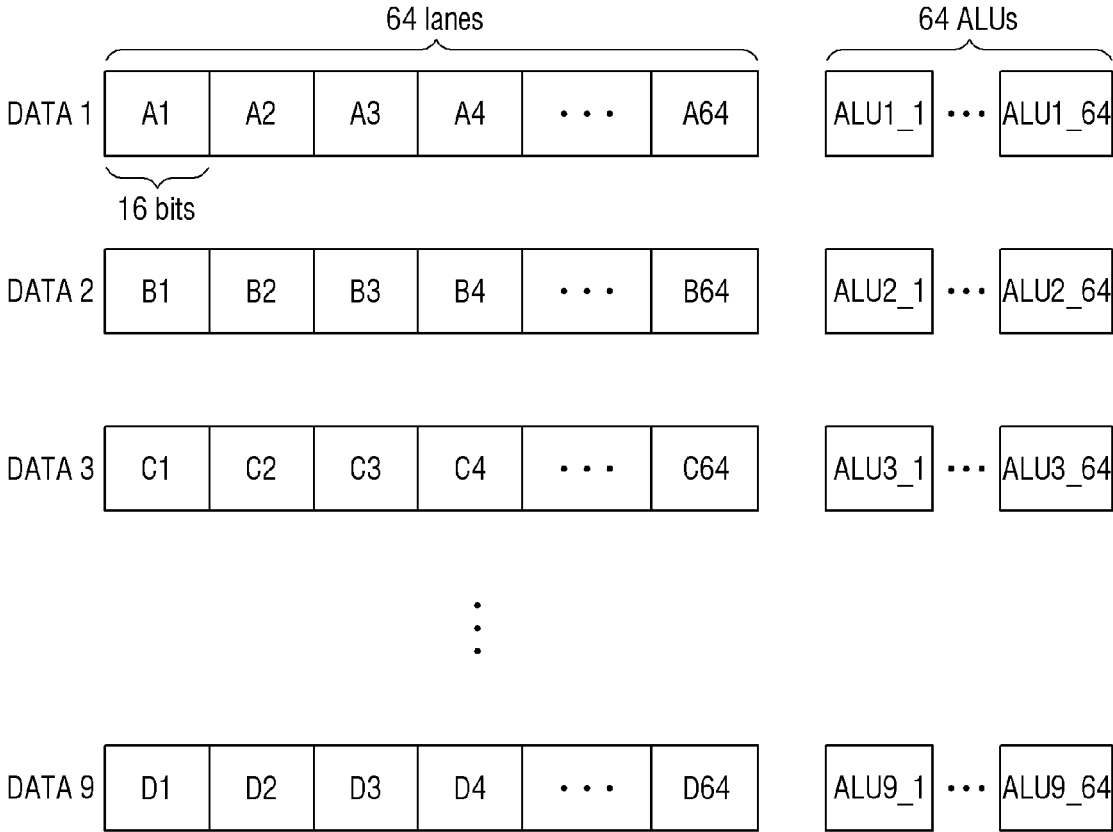 64 lanes 64 ALUs
DATA 1 A1 A2 A3 A4 ••• A64 ALU1_1 ••• ALU1_64
16 bits
DATA 2 B1 B2 B3 B4 ••• B64 ALU2_1 ••• ALU2_64
DATA 3 C1 C2 C3 C4 ••• C64 ALU3_1 ••• ALU3_64
DATA 9 D1 D2 D3 D4 ••• D64 ALU9_1 ••• ALU9_64